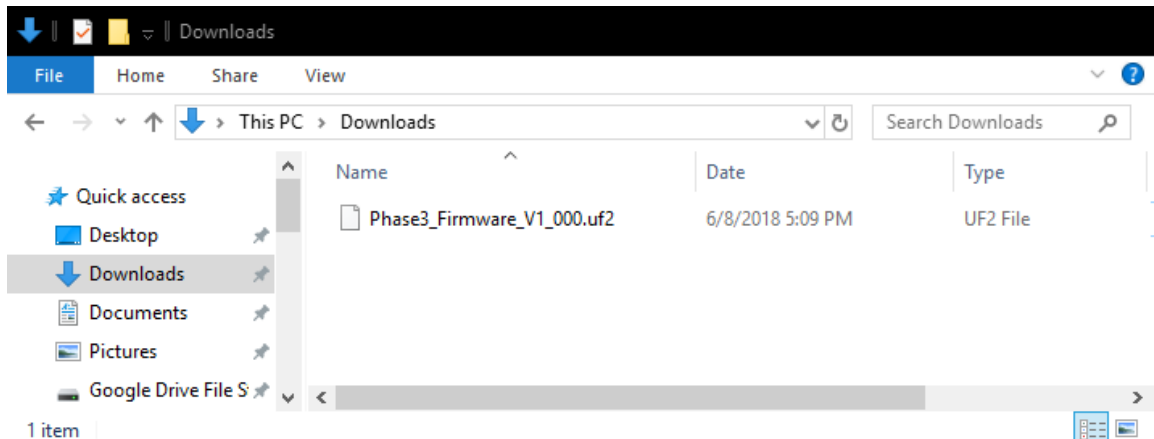 Downloads
File Home Share View
This PC > Downloads Search Downloads
Name Date Type
Quick access
Phase3_Firmware_V1_000.uf2 6/8/2018 5:09 PM UF2 File
Desktop
Downloads
Documents
Pictures
Google Drive File S
1 item